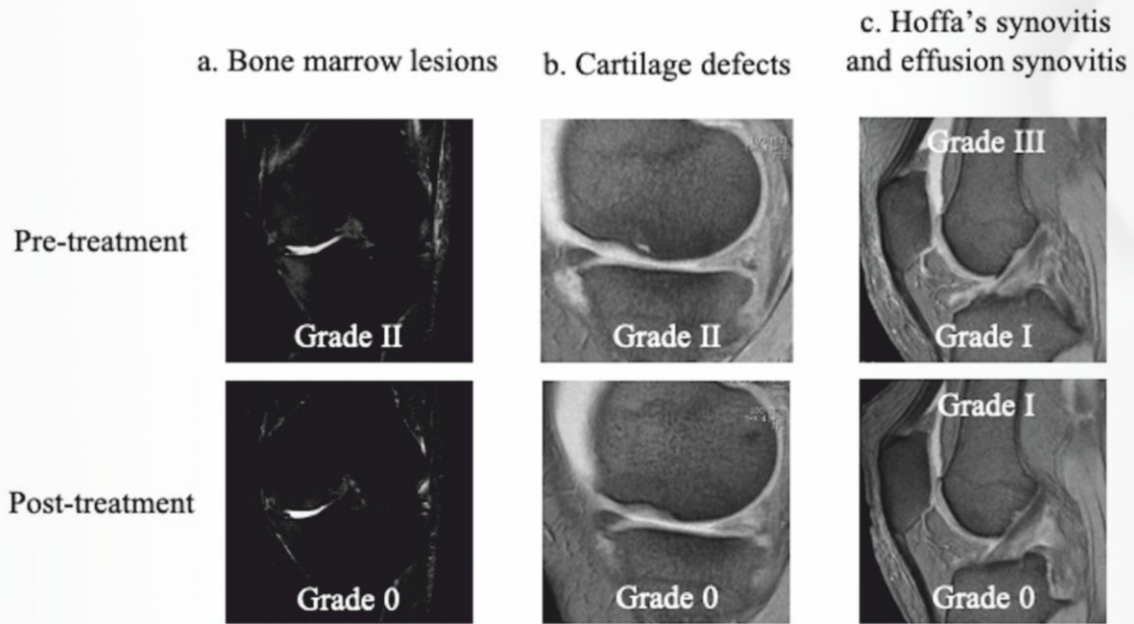 c. Hoffa's synovitis
and effusion synovitis
a. Bone marrow lesions
b. Cartilage defects
Pre-treatment
Grade II
Grade II
Grade III
Grade I
Post-treatment
Grade 0
Grade 0
Grade I
Grade 0